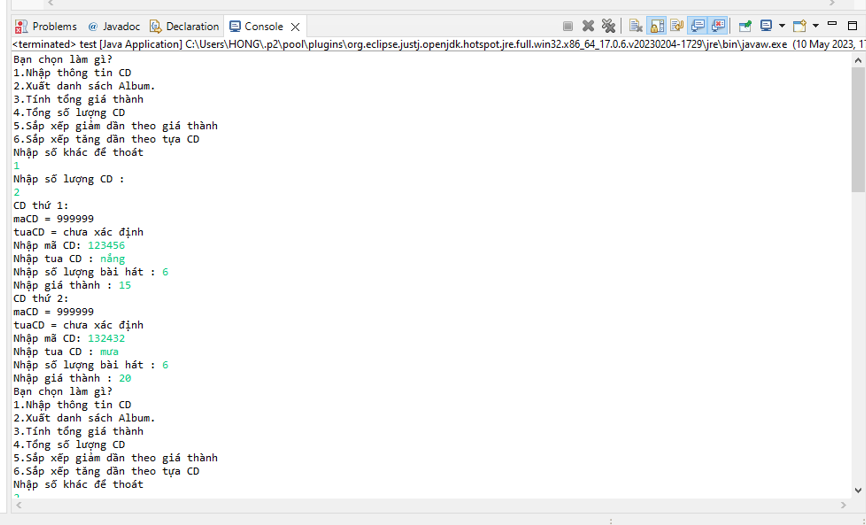 Problems Javadoc Declaration Console
<terminated> test [Java Application] C:\Users\HONG\.p2\pool\plugins\org.eclipse.justj.openjdk.hotspot.jre.full.win32.x86_64_17.0.6.v20230204-1729\jre\bin\javaw.exe (10 May 2023, 17
Bạn chọn làm gì?
1.Nhập thông tin CD
2.Xuất danh sách Album.
3.Tính tổng giá thành
4.Tổng số lượng CD
5.Sắp xếp giảm dần theo giá thành
6.Sắp xếp tăng dần theo tựa CD
Nhập số khác để thoát
1
Nhập số lượng CD :
2
CD thứ 1:
maCD = 999999
tuaCD = chưa xác định
Nhập mã CD: 123456
Nhập tua CD : nắng
Nhập số lượng bài hát : 6
Nhập giá thành : 15
CD thứ 2:
maCD = 999999
tuaCD = chưa xác định
Nhập mã CD: 132432
Nhập tua CD : mưa
Nhập số lượng bài hát : 6
Nhập giá thành : 20
Bạn chọn làm gì?
1.Nhập thông tin CD
2.Xuất danh sách Album.
3.Tính tổng giá thành
4.Tổng số lượng CD
5.Sắp xếp giảm dần theo giá thành
6.Sắp xếp tăng dần theo tựa CD
Nhập số khác để thoát